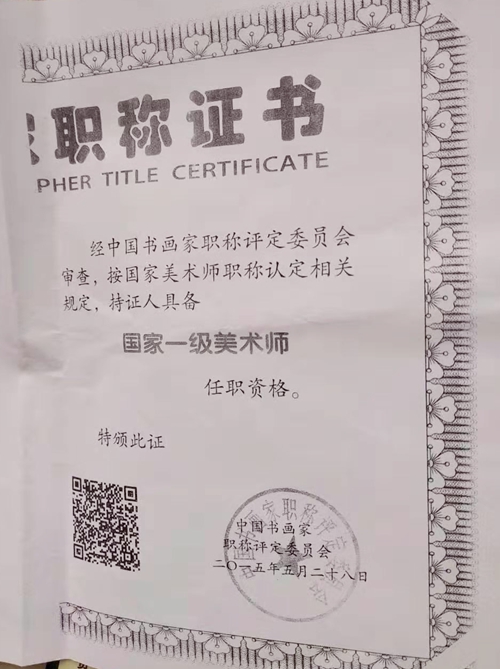 职称证书
PHER TITLE CERTIFICATE
经中国书画家职称评定委员会
审查，按国家美术师职称认定相关
规定，持证人具备
国家一级美术师
任职资格。
特颁此证
中国书画家
职称评定委员会
二〇一五年五月二十八日